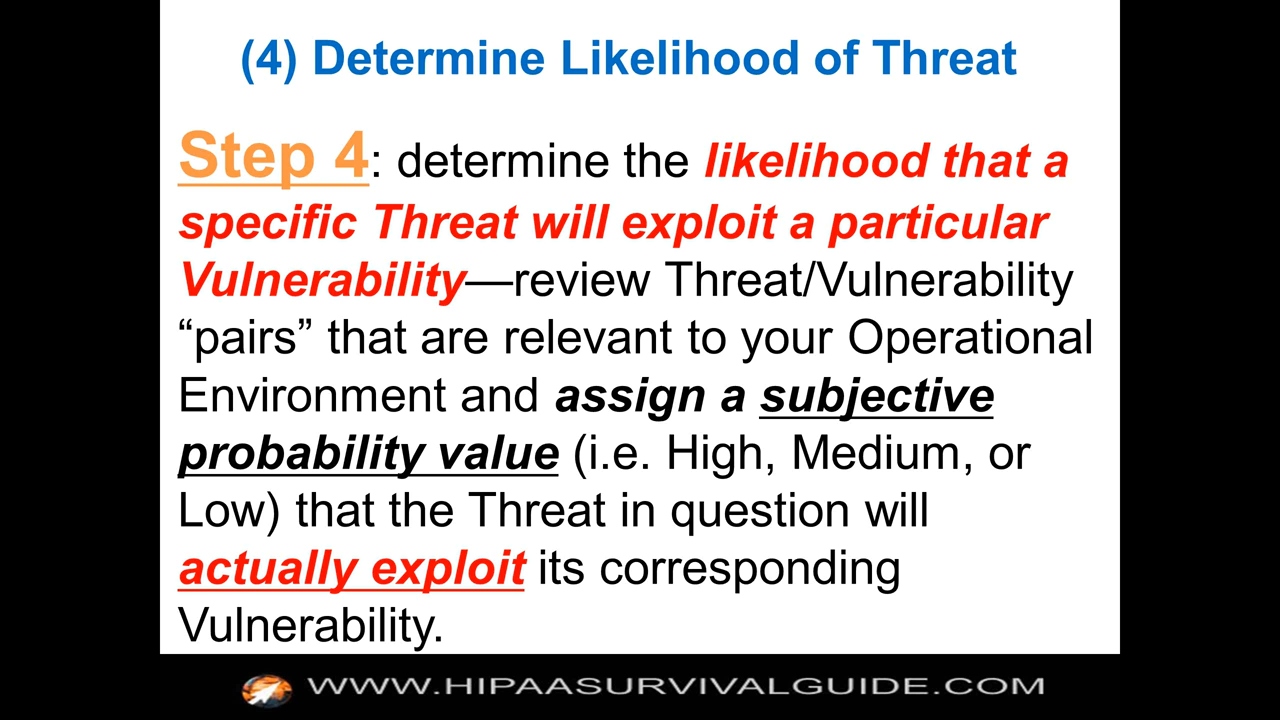 (4) Determine Likelihood of Threat
Step 4: determine the likelihood that a
specific Threat will exploit a particular
Vulnerability—review Threat/Vulnerability
“pairs” that are relevant to your Operational
Environment and assign a subjective
probability value (i.e. High, Medium, or
Low) that the Threat in question will
actually exploit its corresponding
Vulnerability.
WWW.HIPAASURVIVALGUIDE.COM